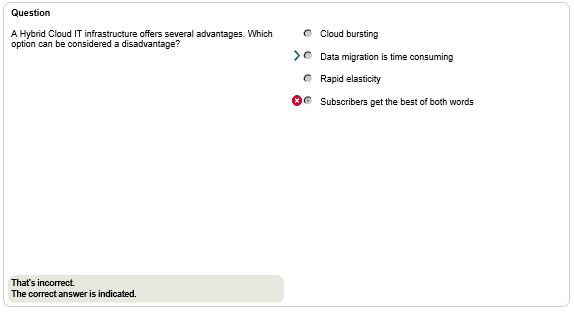 Question
A Hybrid Cloud IT infrastructure offers several advantages. Which
option can be considered a disadvantage?
Cloud bursting
Data migration is time consuming
Rapid elasticity
Subscribers get the best of both words
That's incorrect.
The correct answer is indicated.